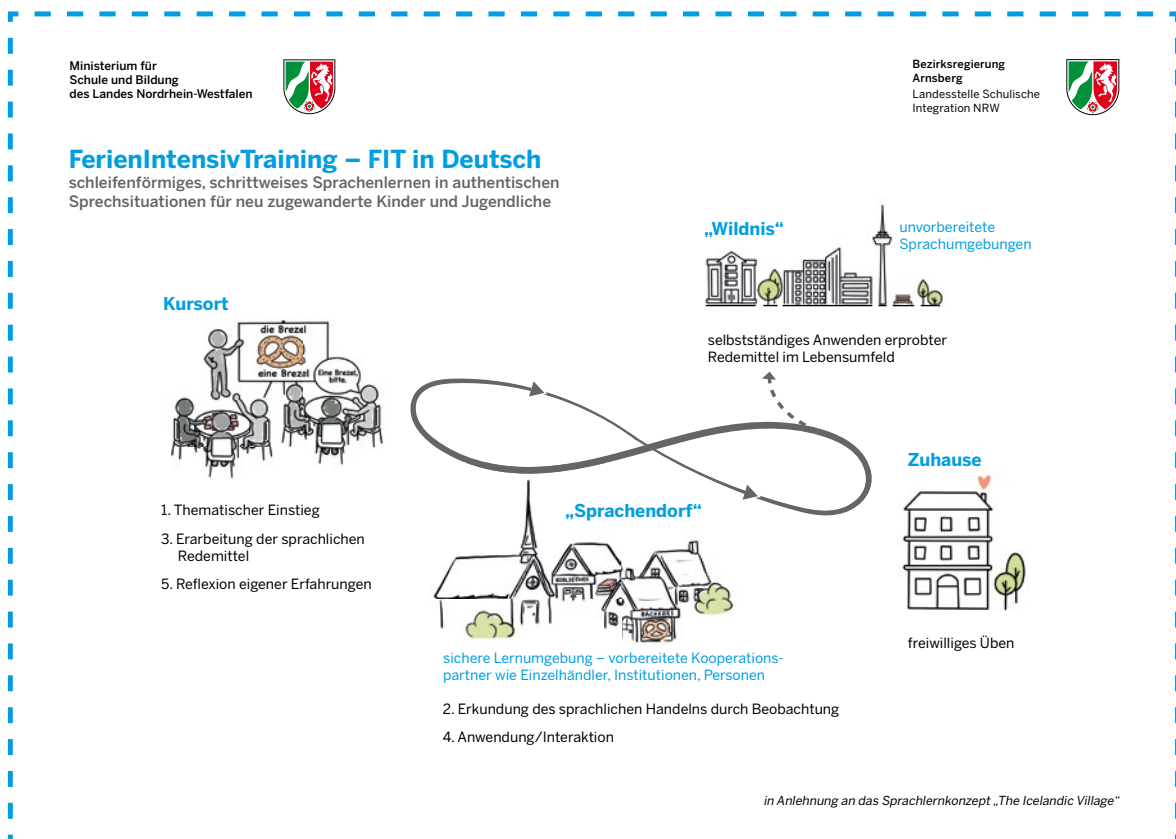 Ministerium für
Schule und Bildung
des Landes Nordrhein-Westfalen
Bezirksregierung
Arnsberg
Landesstelle Schulische
Integration NRW
FerienIntensivTraining – FIT in Deutsch
schleifenförmiges, schrittweises Sprachenlernen in authentischen
Sprechsituationen für neu zugewanderte Kinder und Jugendliche
„Wildnis“
unvorbereitete
Sprachumgebungen
selbstständiges Anwenden erprobter
Redemittel im Lebensumfeld
Kursort
die Brezel
eine Brezel
Eine Brezel,
bitte.
1. Thematischer Einstieg
3. Erarbeitung der sprachlichen
Redemittel
5. Reflexion eigener Erfahrungen
„Sprachendorf“
BIBLIOTHEK
BÄCKEREI
sichere Lernumgebung – vorbereitete Kooperations-
partner wie Einzelhändler, Institutionen, Personen
2. Erkundung des sprachlichen Handelns durch Beobachtung
4. Anwendung/Interaktion
Zuhause
freiwilliges Üben
in Anlehnung an das Sprachlernkonzept „The Icelandic Village“